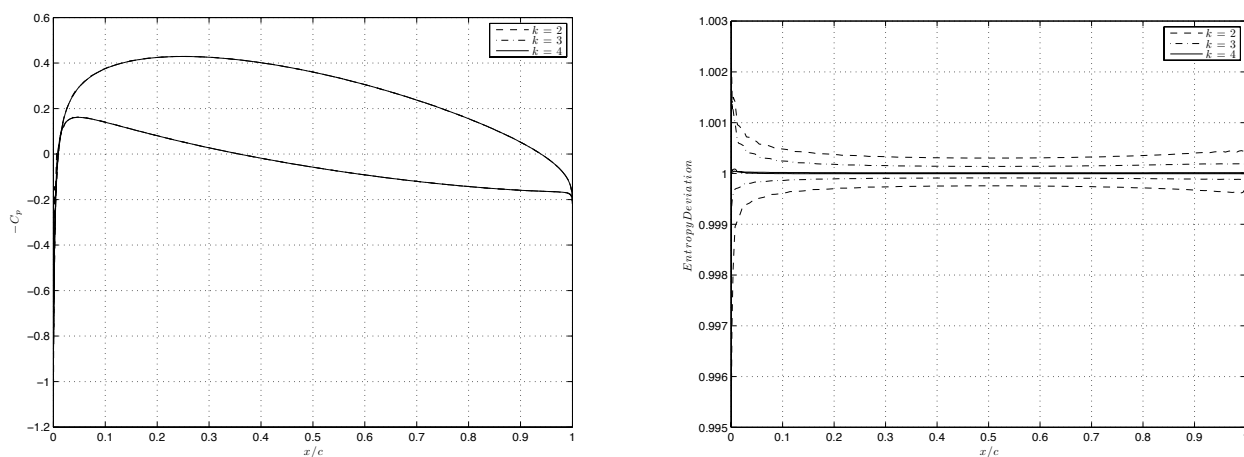 0.6
0.4
0.2
0
−0.2
−0.4
−0.6
−0.8
−1
−1.2
−C_p
0 0.1 0.2 0.3 0.4 0.5 0.6 0.7 0.8 0.9 1
x/c
k = 2
k = 3
k = 4
1.003
1.002
1.001
1
0.999
0.998
0.997
0.996
0.995
EntropyDeviation
0 0.1 0.2 0.3 0.4 0.5 0.6 0.7 0.8 0.9 1
x/c
k = 2
k = 3
k = 4